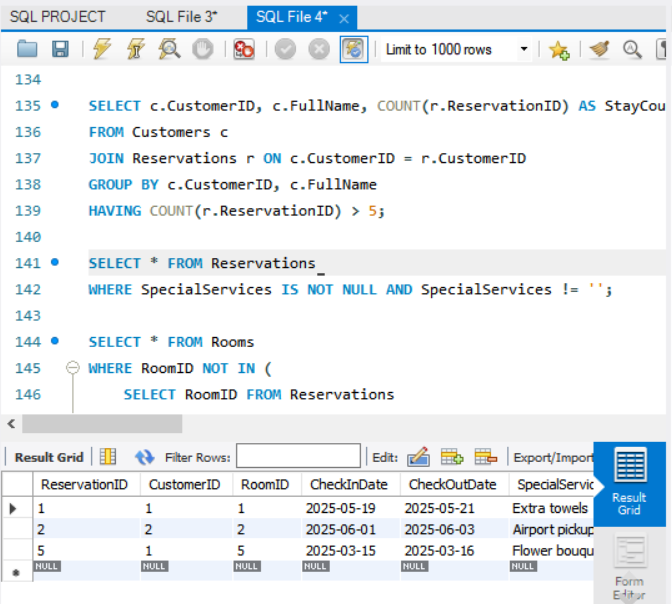 SQL PROJECT SQL File 3* SQL File 4* ×
Limit to 1000 rows
134
135 SELECT c.CustomerID, c.FullName, COUNT(r.ReservationID) AS StayCou
136 FROM Customers c
137 JOIN Reservations r ON c.CustomerID = r.CustomerID
138 GROUP BY c.CustomerID, c.FullName
139 HAVING COUNT(r.ReservationID) > 5;
140
141 SELECT * FROM Reservations
142 WHERE SpecialServices IS NOT NULL AND SpecialServices != '';
143
144 SELECT * FROM Rooms
145 WHERE RoomID NOT IN (
146 SELECT RoomID FROM Reservations
Result Grid Filter Rows: Edit: Export/Import
ReservationID CustomerID RoomID CheckInDate CheckOutDate SpecialServic
1 1 1 2025-05-19 2025-05-21 Extra towels
2 2 2 2025-06-01 2025-06-03 Airport pickup
5 1 5 2025-03-15 2025-03-16 Flower bouqu
NULL NULL NULL NULL NULL NULL
Result
Grid
Form
Editor